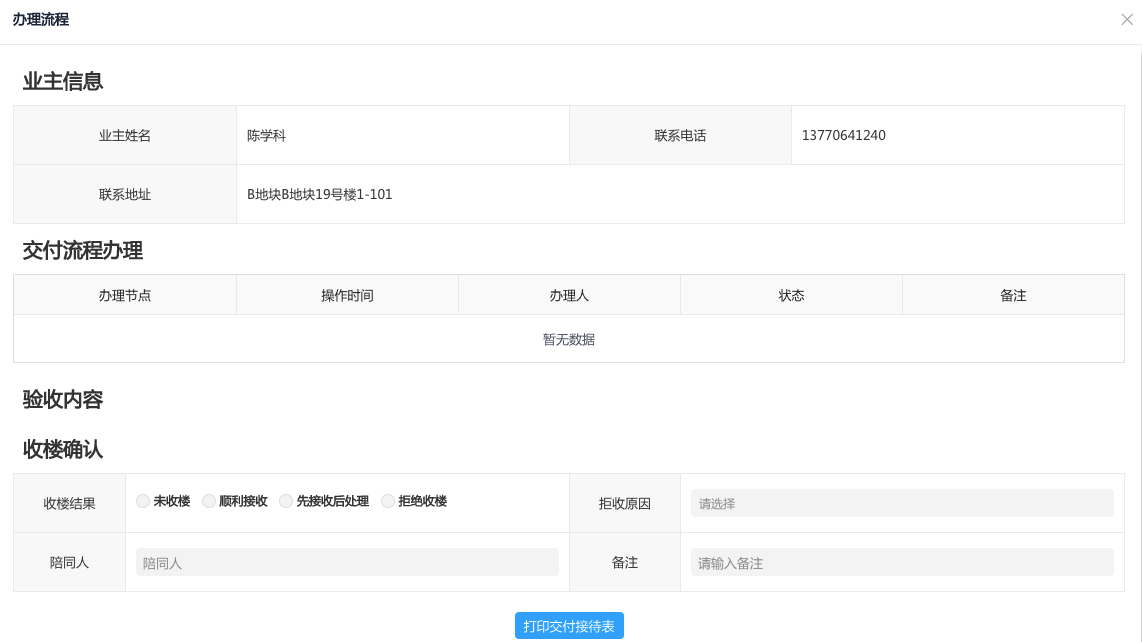 办理流程
业主信息
业主姓名 陈学科 联系电话 13770641240
联系地址 B地块B地块19号楼1-101
交付流程办理
办理节点 操作时间 办理人 状态 备注
暂无数据
验收内容
收楼确认
收楼结果 未收楼 顺利接收 先接收后处理 拒绝收楼 拒收原因 请选择
陪同人 陪同人 备注 请输入备注
打印交付接待表